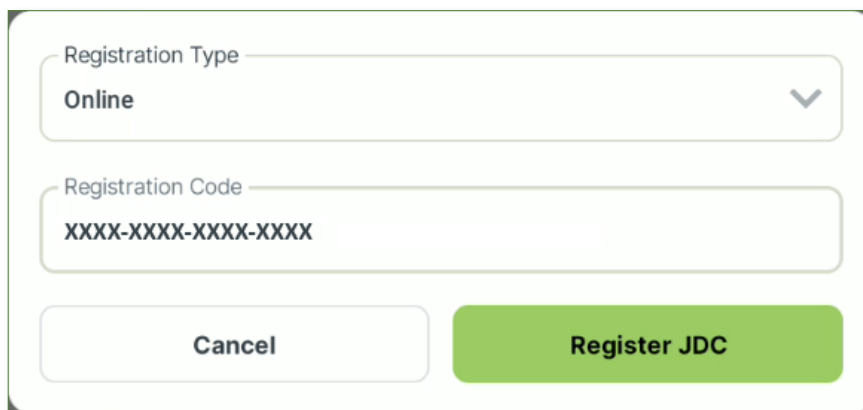 Registration Type
Online
Registration Code
XXXX-XXXX-XXXX-XXXX
Cancel
Register JDC